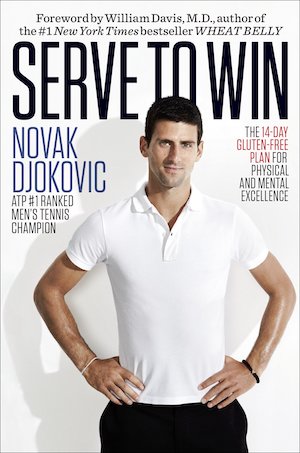 Foreword by William Davis, M.D., author of
the #1 New York Times bestseller WHEAT BELLY
SERVE TO WIN
NOVAK
DJOKOVIC
ATP #1 RANKED
MEN'S TENNIS
CHAMPION
THE 14-DAY
GLUTEN-FREE
PLAN FOR
PHYSICAL
AND MENTAL
EXCELLENCE